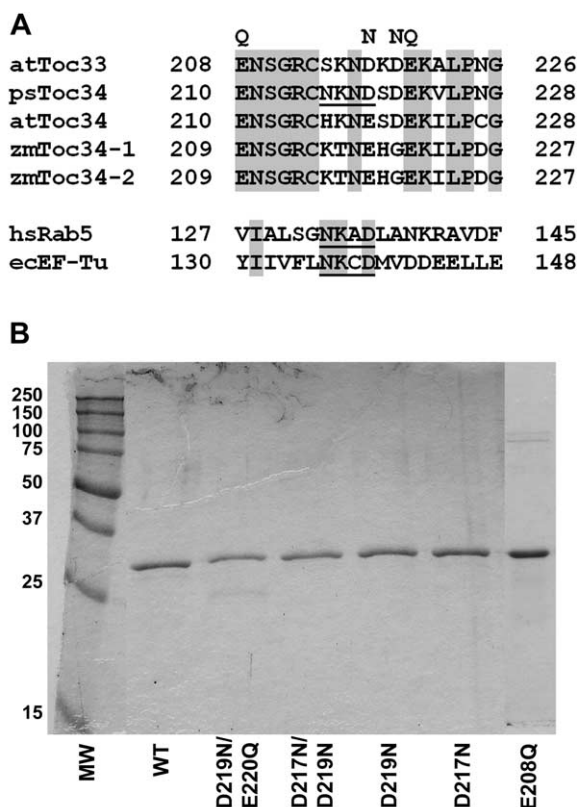 A
Q N NQ
atToc33 208 ENSGRCSKNDKDEKALPNG 226
psToc34 210 ENSGRCNKNDSDEKVLPNG 228
atToc34 210 ENSGRCHKNESDEKILPCG 228
zmToc34-1 209 ENSGRCKTNEHGEKILPDG 227
zmToc34-2 209 ENSGRCKTNEHGEKILPDG 227
hsRab5 127 VIALSGNKADLANKRAVDF 145
ecEF-Tu 130 YIIVFLNKCDMVDDEELLE 148
B
250
150
100
75
50
37
25
15
MW WT D219N/E220Q D217N/D219N D219N D217N E208Q